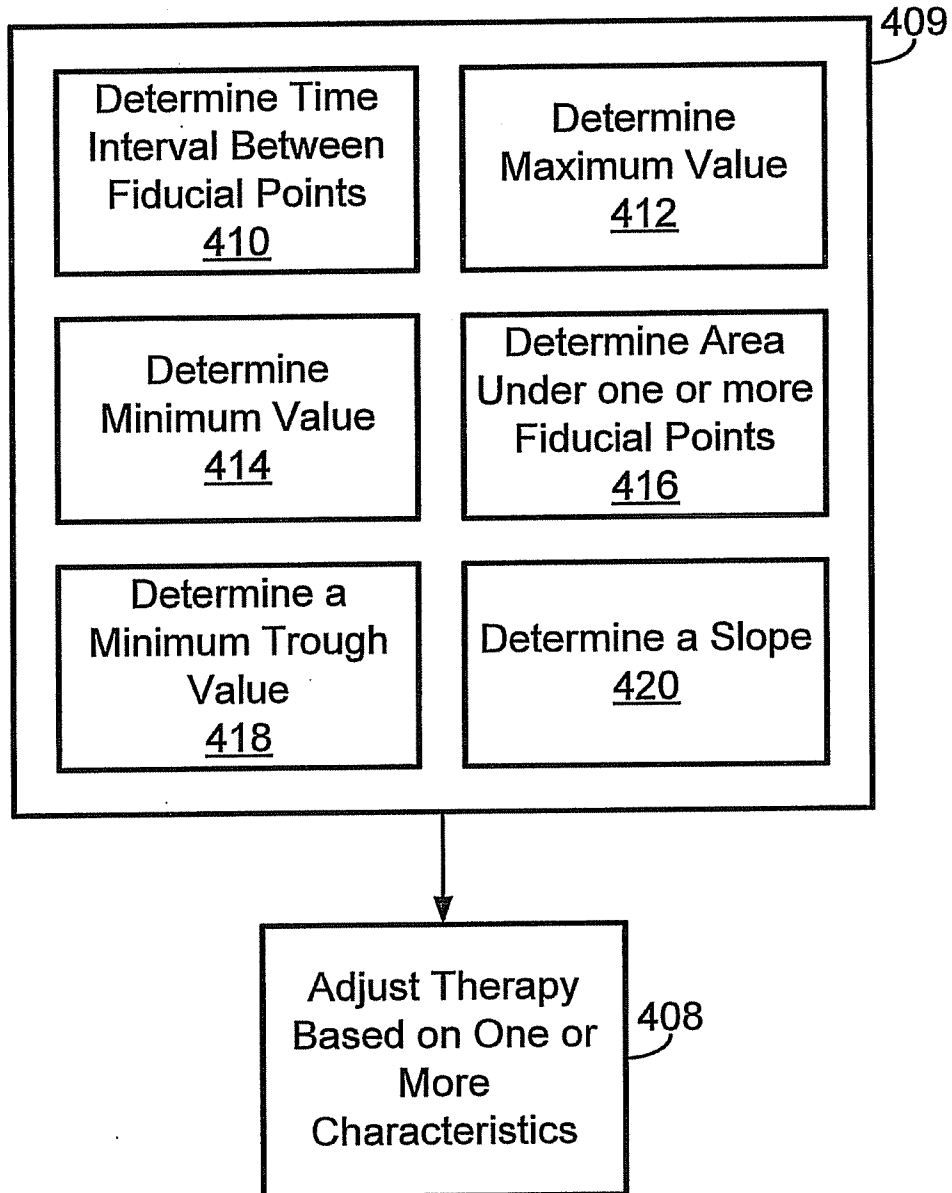 409
Determine Time
Interval Between
Fiducial Points
410
Determine
Maximum Value
412
Determine
Minimum Value
414
Determine Area
Under one or more
Fiducial Points
416
Determine a
Minimum Trough
Value
418
Determine a Slope
420
Adjust Therapy
Based on One or
More
Characteristics
408